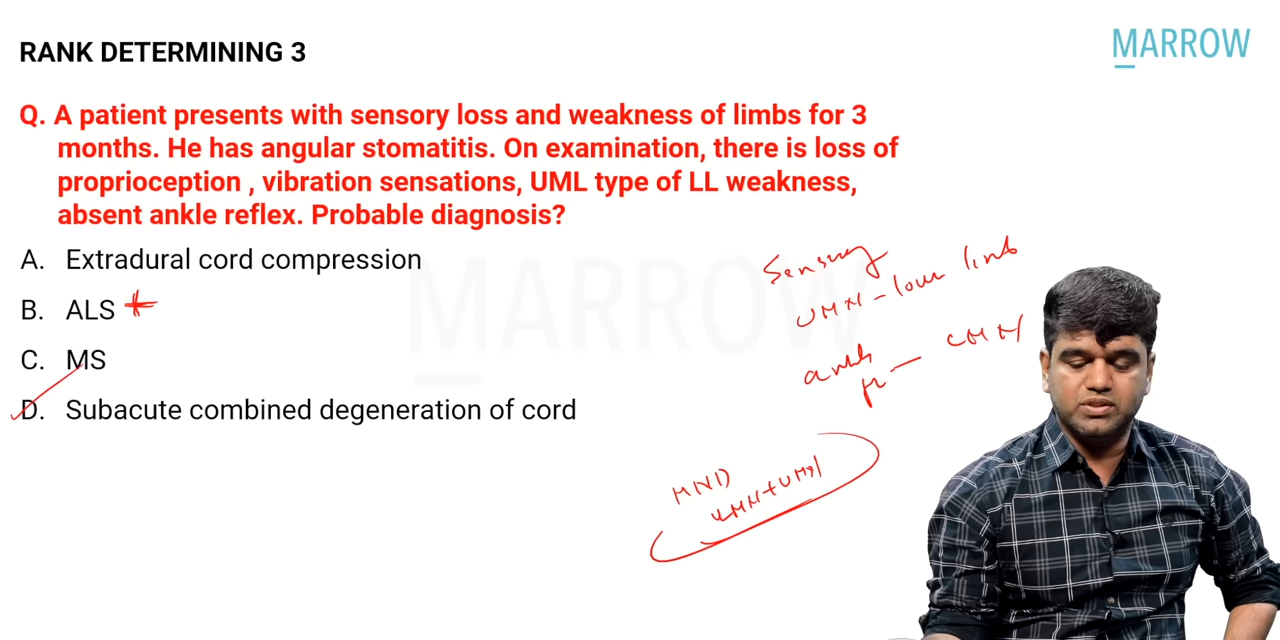 RANK DETERMINING 3
MARROW
Q. A patient presents with sensory loss and weakness of limbs for 3
months. He has angular stomatitis. On examination, there is loss of
proprioception , vibration sensations, UML type of LL weakness,
absent ankle reflex. Probable diagnosis?
A. Extradural cord compression
B. ALS
C. MS
D. Subacute combined degeneration of cord
MARROW
Sensory
UMN - lower limb
MND
LMN + UMN